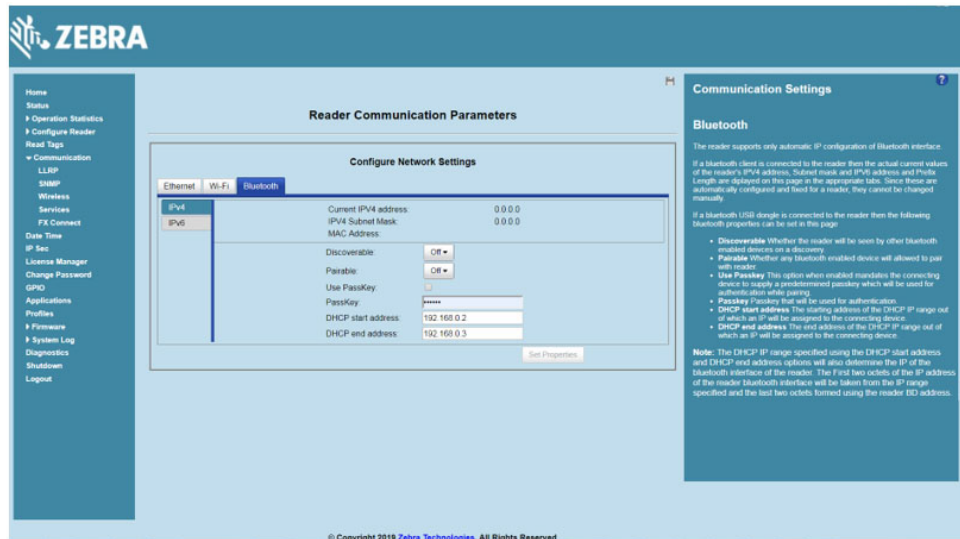 ZEBRA
Home
Status
Operation Statistics
Configure Reader
Read Tags
Communication
LLRP
SNMP
Wireless
Services
FX Connect
Date Time
IP Sec
License Manager
Change Password
GPIO
Applications
Profiles
Firmware
System Log
Diagnostics
Shutdown
Logout
Reader Communication Parameters
Configure Network Settings
Ethernet Wi-Fi Bluetooth
IPv4
IPv6
Current IPV4 address: 0.0.0.0
IPV4 Subnet Mask: 0.0.0.0
MAC Address:
Discoverable: Off
Pairable: Off
Use PassKey:
PassKey: ••••••
DHCP start address: 192.168.0.2
DHCP end address: 192.168.0.3
Set Properties
?
Communication Settings
Bluetooth
The reader supports only automatic IP configuration of Bluetooth interface.
If a bluetooth client is connected to the reader then the actual current values
of the reader's IPV4 address, Subnet mask and IPV6 address and Prefix
Length are diplayed on this page in the appropriate tabs. Since these are
automatically configured and fixed for a reader, they cannot be changed
manually.
If a bluetooth USB dongle is connected to the reader then the following
bluetooth properties can be set in this page
• Discoverable Whether the reader will be seen by other bluetooth
enabled deivces on a discovery.
• Pairable Whether any bluetooth enabled device will allowed to pair
with reader.
• Use Passkey This option when enabled mandates the connecting
device to supply a predetermined passkey which will be used for
authentication while pairing.
• Passkey Passkey that will be used for authentication.
• DHCP start address The starting address of the DHCP IP range out
of which an IP will be assigned to the connecting device.
• DHCP end address The end address of the DHCP IP range out of
which an IP will be assigned to the connecting device.
Note: The DHCP IP range specified using the DHCP start address
and DHCP end address options will also determine the IP of the
bluetooth interface of the reader. The First two octets of the IP address
of the reader bluetooth interface will be taken from the IP range
specified and the last two octets formed using the reader BD address.
© Copyright 2019 Zebra Technologies. All Rights Reserved.